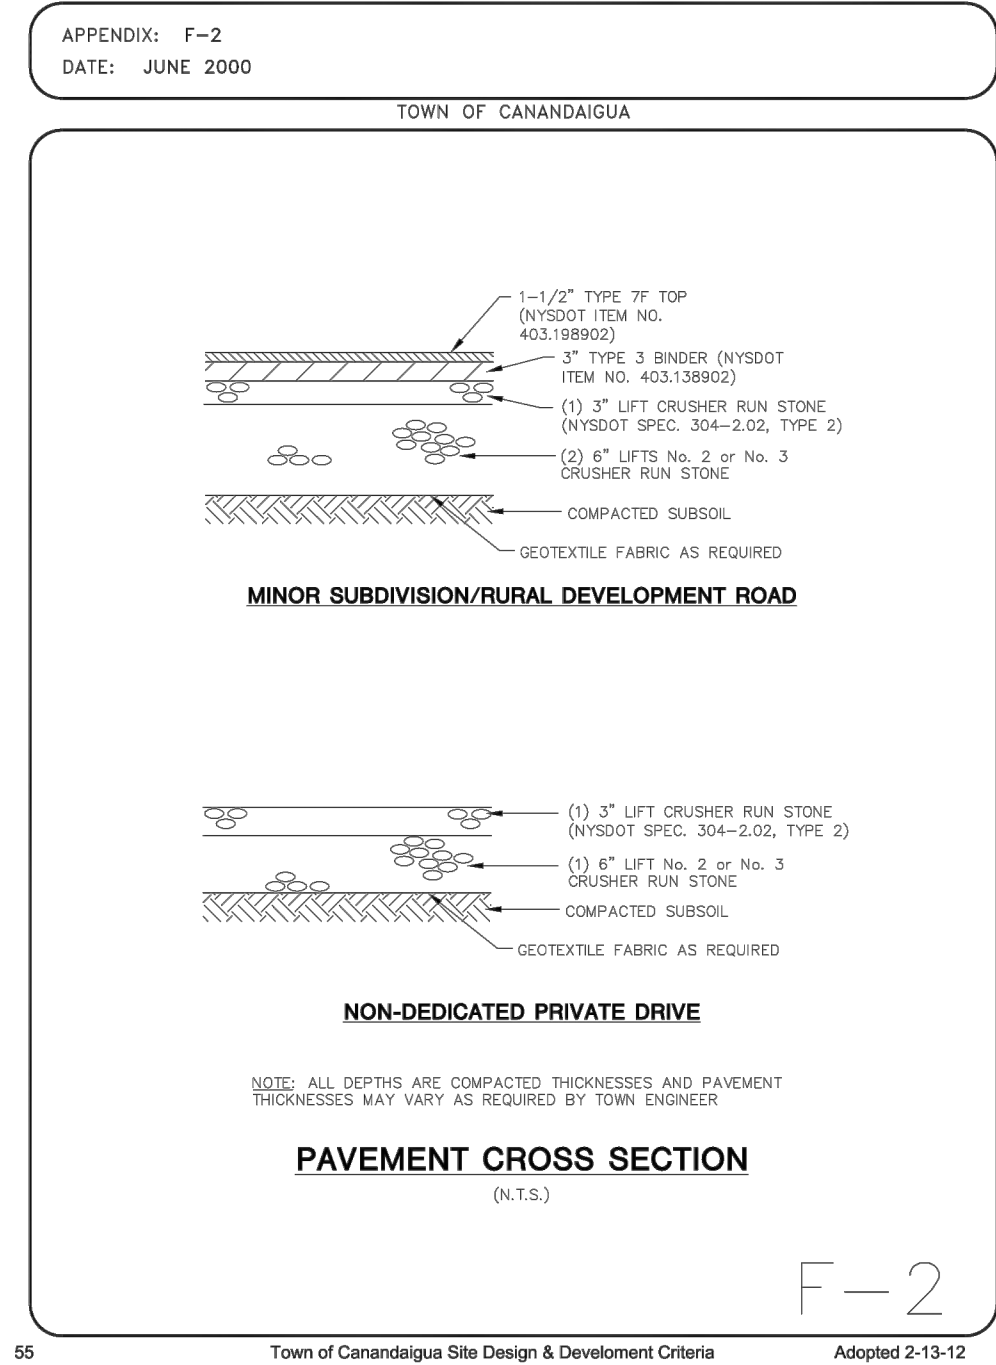 APPENDIX: F-2
DATE: JUNE 2000
TOWN OF CANANDAIGUA
1-1/2" TYPE 7F TOP
(NYSDOT ITEM NO.
403.198902)
3" TYPE 3 BINDER (NYSDOT
ITEM NO. 403.138902)
(1) 3" LIFT CRUSHER RUN STONE
(NYSDOT SPEC. 304-2.02, TYPE 2)
(2) 6" LIFTS No. 2 or No. 3
CRUSHER RUN STONE
COMPACTED SUBSOIL
GEOTEXTILE FABRIC AS REQUIRED
MINOR SUBDIVISION/RURAL DEVELOPMENT ROAD
(1) 3" LIFT CRUSHER RUN STONE
(NYSDOT SPEC. 304-2.02, TYPE 2)
(1) 6" LIFT No. 2 or No. 3
CRUSHER RUN STONE
COMPACTED SUBSOIL
GEOTEXTILE FABRIC AS REQUIRED
NON-DEDICATED PRIVATE DRIVE
NOTE: ALL DEPTHS ARE COMPACTED THICKNESSES AND PAVEMENT
THICKNESSES MAY VARY AS REQUIRED BY TOWN ENGINEER
PAVEMENT CROSS SECTION
(N.T.S.)
F-2
55 Town of Canandaigua Site Design & Develoment Criteria Adopted 2-13-12